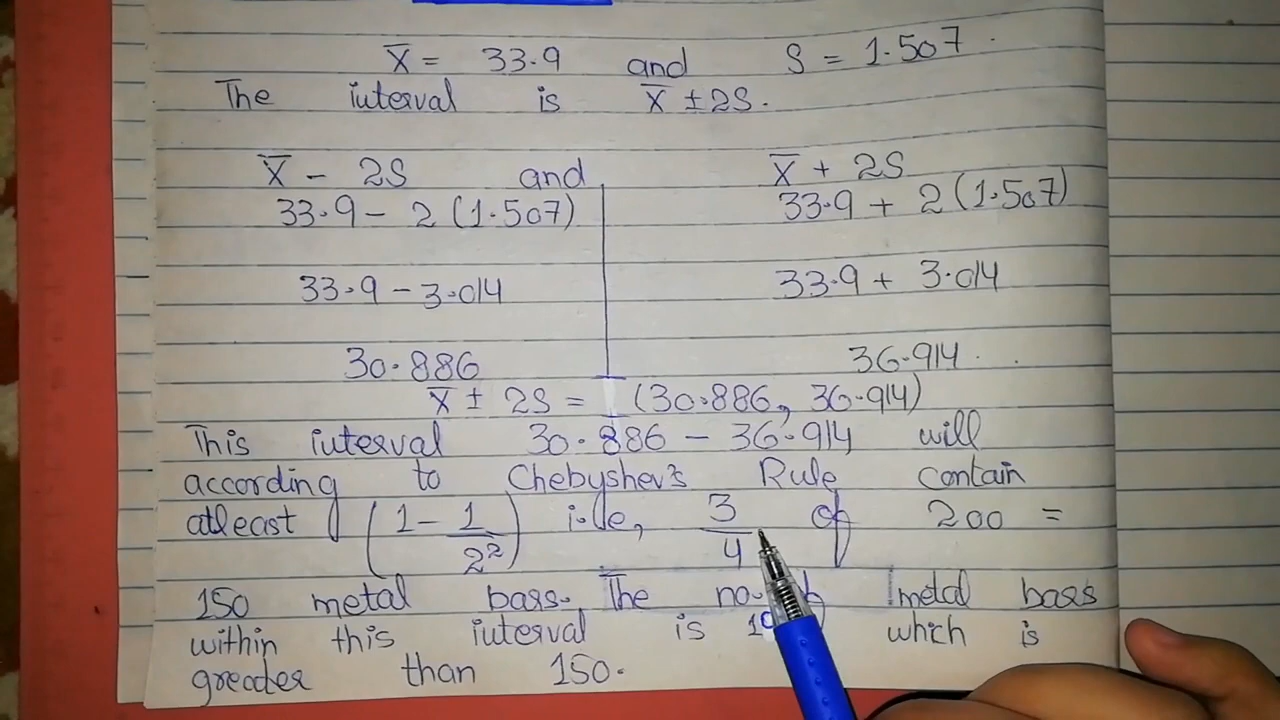 X̄ = 33.9 and S = 1.507.
The interval is X̄ ± 2S.
X̄ - 2S and X̄ + 2S
33.9 - 2 (1.507) 33.9 + 2 (1.507)
33.9 - 3.014 33.9 + 3.014
30.886 36.914.
X̄ ± 2S = (30.886, 36.914)
This interval 30.886 - 36.914 will
according to Chebyshev's Rule contain
atleast (1 - 1/2²) i.e, 3/4 of 200 =
150 metal bars. The no. metal bars
within this interval is which is
greater than 150.